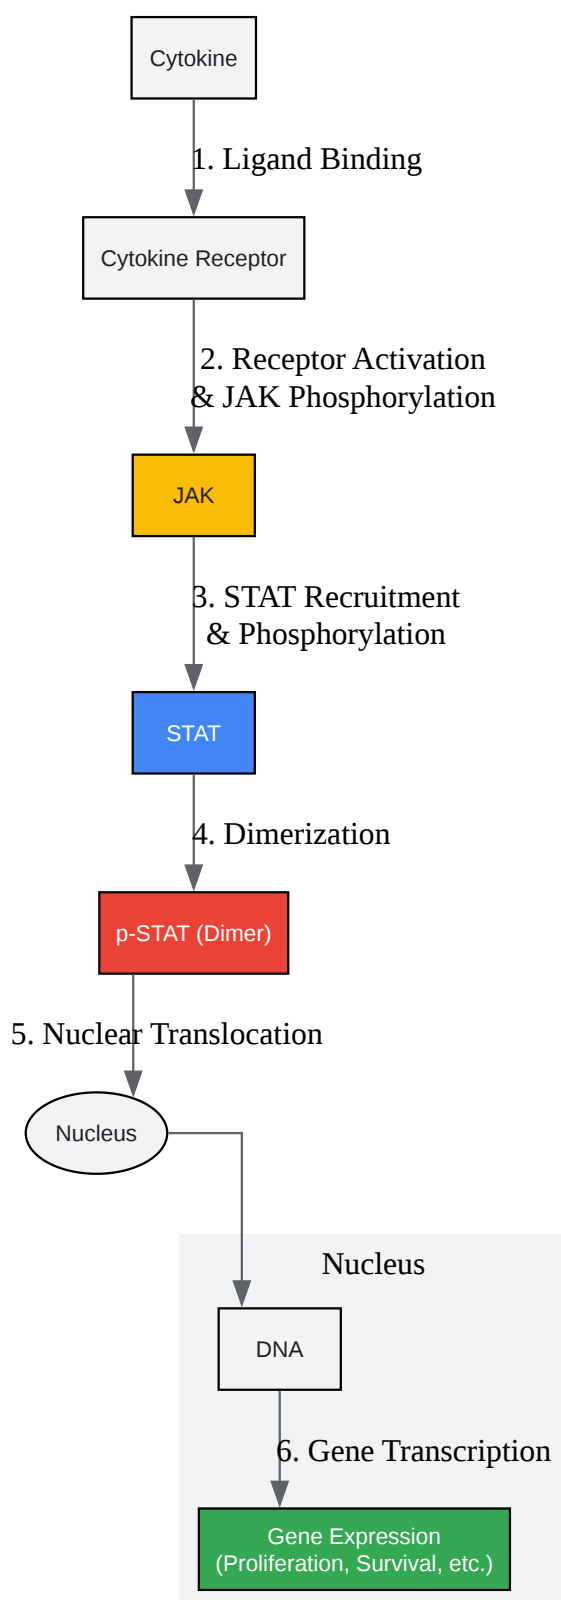 Cytokine
1. Ligand Binding
Cytokine Receptor
2. Receptor Activation
& JAK Phosphorylation
JAK
3. STAT Recruitment
& Phosphorylation
STAT
4. Dimerization
p-STAT (Dimer)
5. Nuclear Translocation
Nucleus
Nucleus
DNA
6. Gene Transcription
Gene Expression
(Proliferation, Survival, etc.)